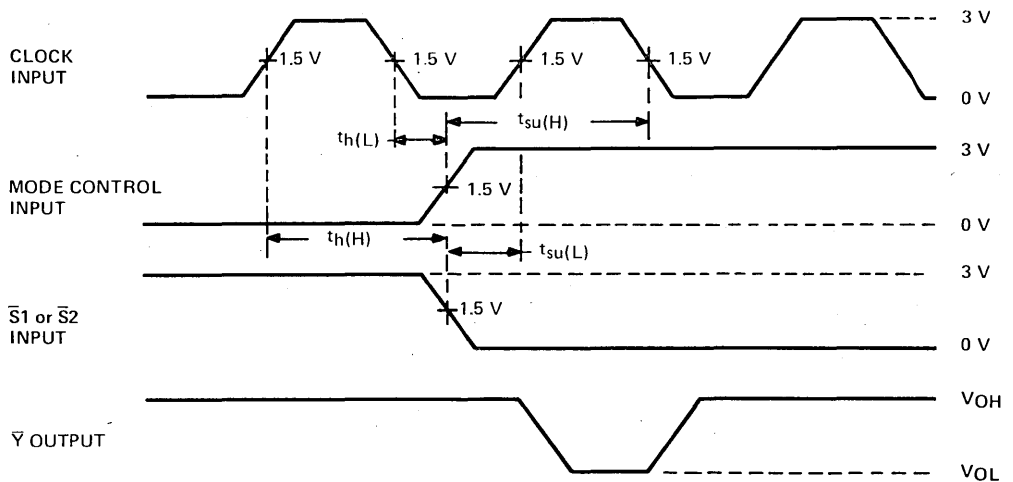 3 V
CLOCK
INPUT
1.5 V
1.5 V
1.5 V
1.5 V
0 V
tsu(H)
th(L)
3 V
MODE CONTROL
INPUT
1.5 V
0 V
th(H)
tsu(L)
3 V
S̅1 or S̅2
INPUT
1.5 V
0 V
VOH
Y̅ OUTPUT
VOL